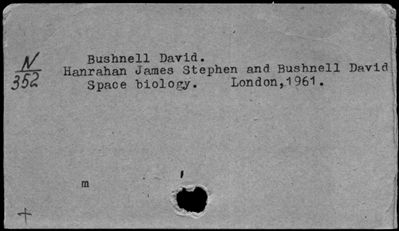 Bushnell David.
N
352
Hanrahan James Stephen and Bushnell David
Space biology. London,1961.
m